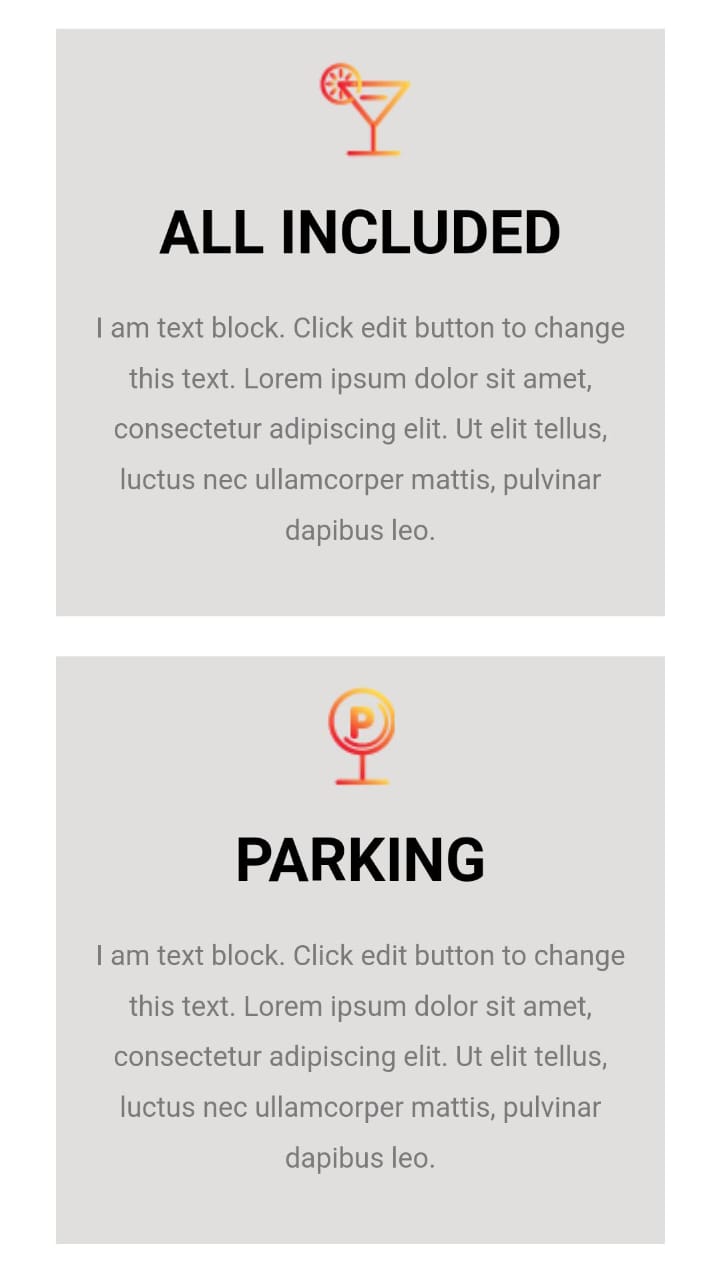 ALL INCLUDED
I am text block. Click edit button to change
this text. Lorem ipsum dolor sit amet,
consectetur adipiscing elit. Ut elit tellus,
luctus nec ullamcorper mattis, pulvinar
dapibus leo.
P
PARKING
I am text block. Click edit button to change
this text. Lorem ipsum dolor sit amet,
consectetur adipiscing elit. Ut elit tellus,
luctus nec ullamcorper mattis, pulvinar
dapibus leo.